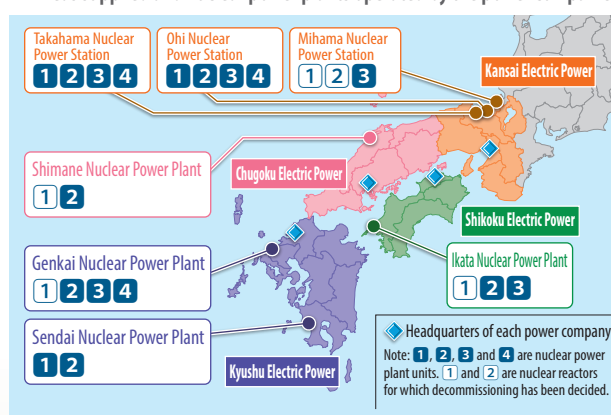 Takahama Nuclear
Power Station
1 2 3 4
Ohi Nuclear
Power Station
1 2 3 4
Mihama Nuclear
Power Station
1 2 3
Kansai Electric Power
Shimane Nuclear Power Plant
1 2
Chugoku Electric Power
Shikoku Electric Power
Genkai Nuclear Power Plant
1 2 3 4
Ikata Nuclear Power Plant
1 2 3
Sendai Nuclear Power Plant
1 2
Kyushu Electric Power
Headquarters of each power company
Note: 1, 2, 3 and 4 are nuclear power
plant units. 1 and 2 are nuclear reactors
for which decommissioning has been decided.